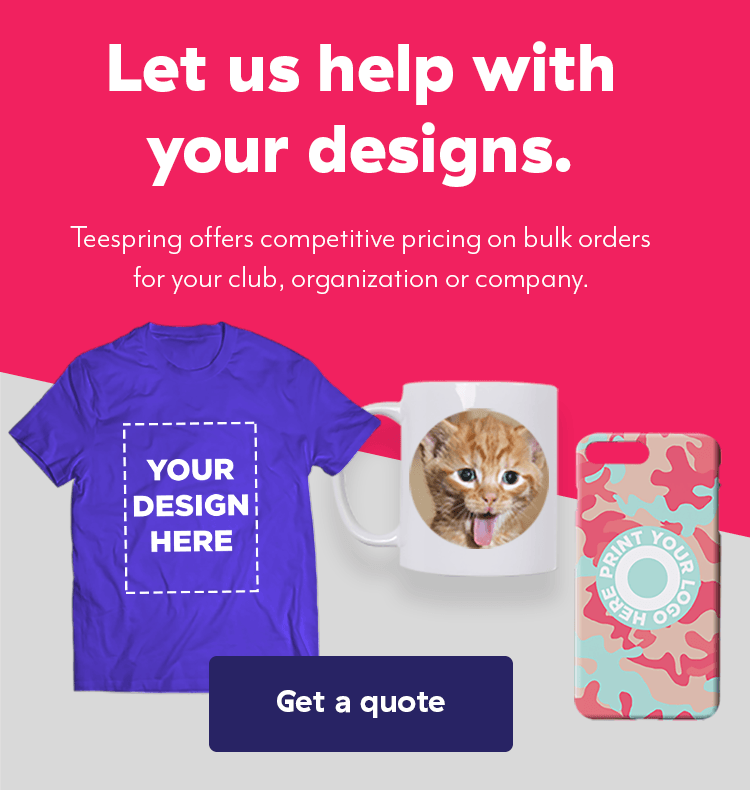 Let us help with
your designs.
Teespring offers competitive pricing on bulk orders
for your club, organization or company.
YOUR
DESIGN
HERE
PRINT YOUR LOGO HERE
Get a quote